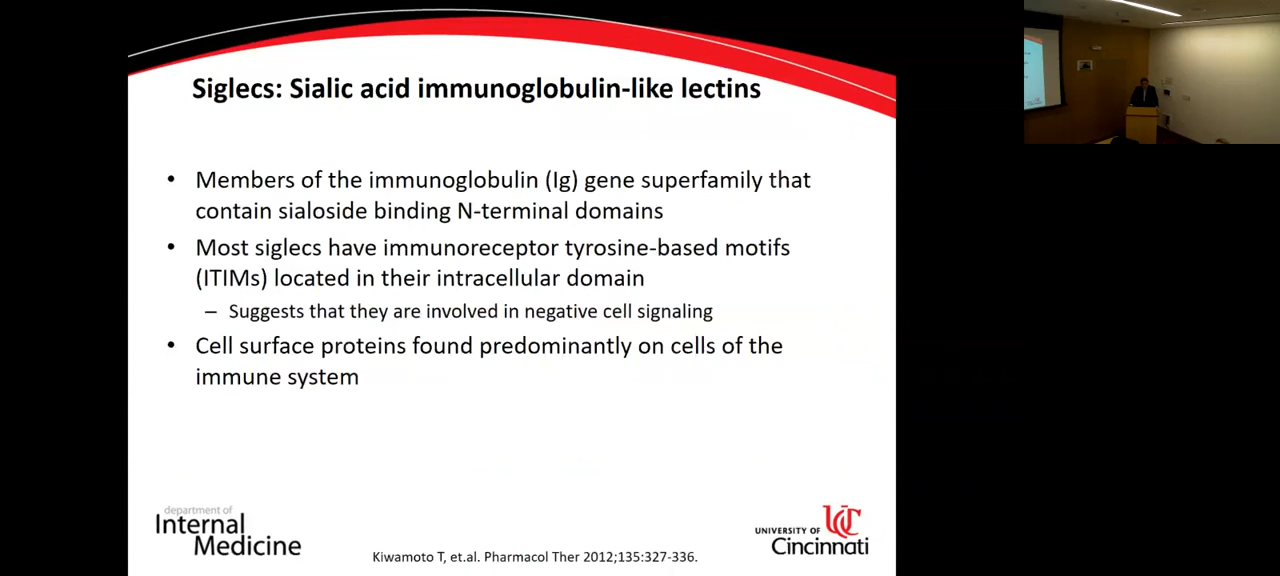 Siglecs: Sialic acid immunoglobulin-like lectins
• Members of the immunoglobulin (Ig) gene superfamily that
contain sialoside binding N-terminal domains
• Most siglecs have immunoreceptor tyrosine-based motifs
(ITIMs) located in their intracellular domain
– Suggests that they are involved in negative cell signaling
• Cell surface proteins found predominantly on cells of the
immune system
department of
Internal
Medicine
Kiwamoto T, et.al. Pharmacol Ther 2012;135:327-336.
UC
UNIVERSITY OF
Cincinnati